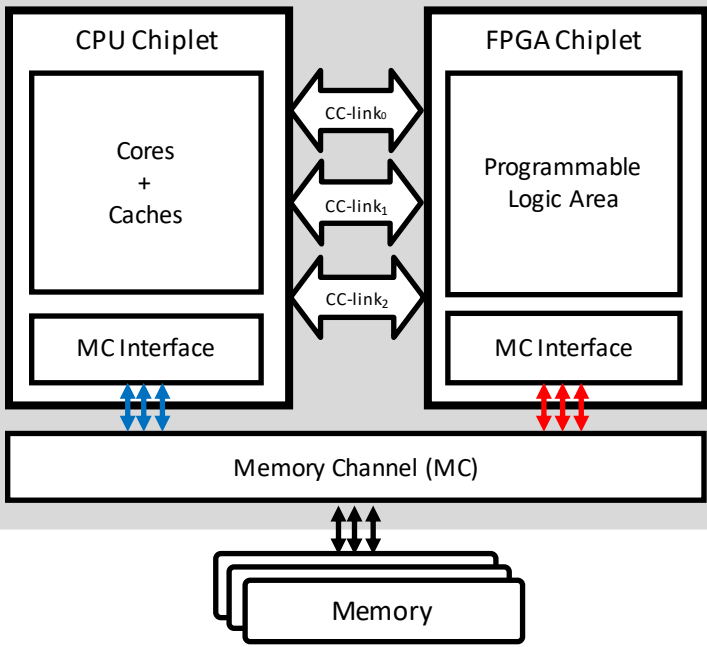 CPU Chiplet
FPGA Chiplet
Cores
+
Caches
CC-link₀
CC-link₁
CC-link₂
Programmable
Logic Area
MC Interface
MC Interface
Memory Channel (MC)
Memory